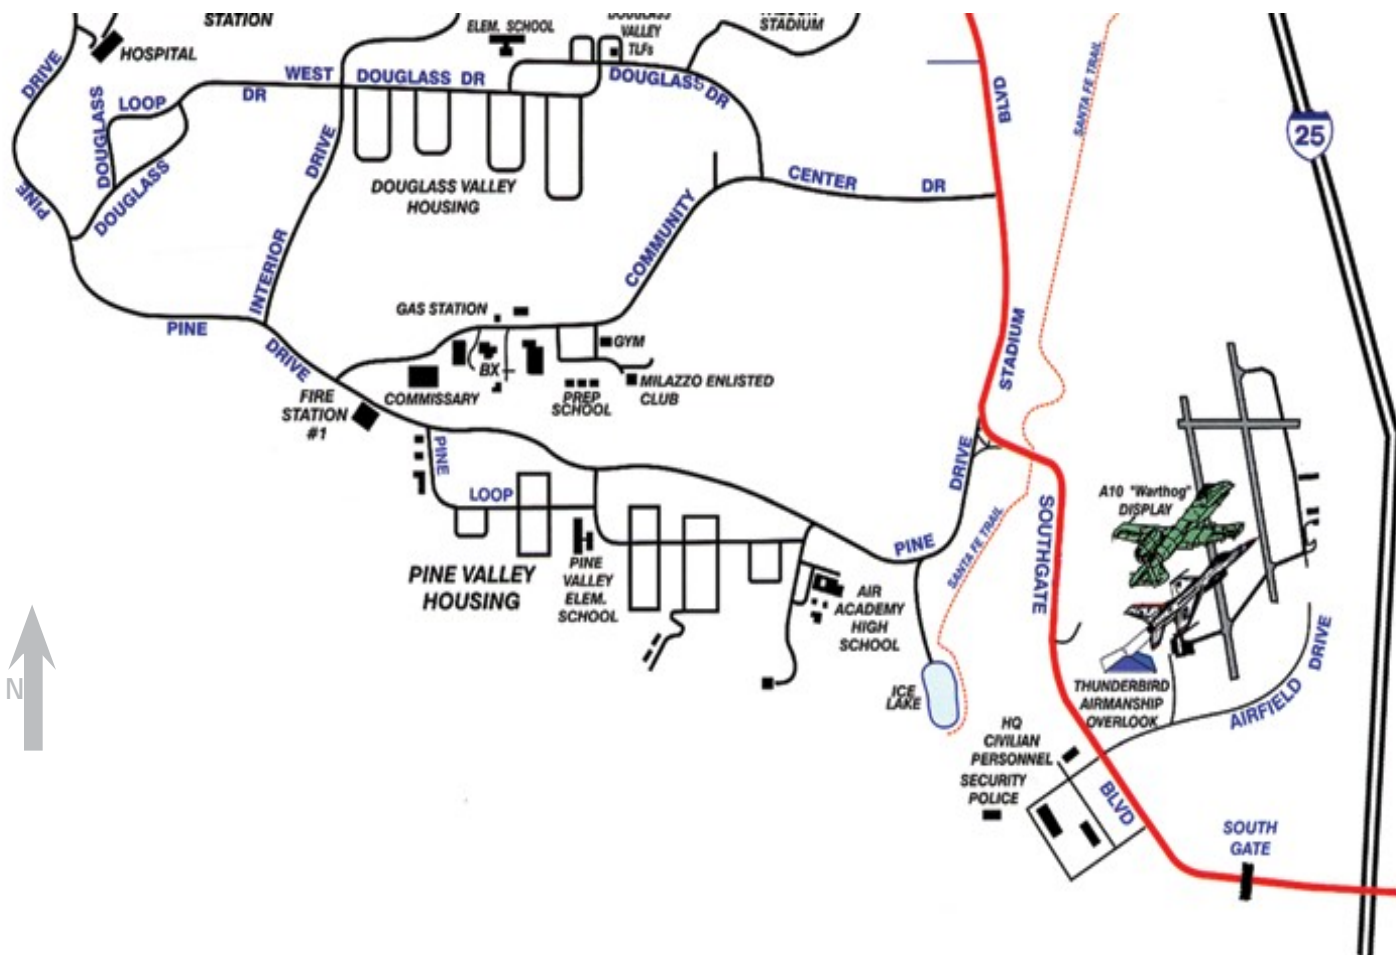 STATION
HOSPITAL
ELEM. SCHOOL
DOUGLASS
VALLEY
TLFs
STADIUM
DRIVE
PINE
DOUGLASS
LOOP
DOUGLASS
WEST
DR
DOUGLASS DR
DOUGLASS DR
BLVD
SANTA FE TRAIL
25
DRIVE
INTERIOR
DOUGLASS VALLEY
HOUSING
CENTER DR
COMMUNITY
PINE
DRIVE
GAS STATION
GYM
BX
COMMISSARY
PREP
SCHOOL
MILAZZO ENLISTED
CLUB
FIRE
STATION
#1
STADIUM
DRIVE
PINE
LOOP
PINE
PINE VALLEY
HOUSING
PINE
VALLEY
ELEM.
SCHOOL
AIR
ACADEMY
HIGH
SCHOOL
SANTA FE TRAIL
SOUTHGATE
A10 "Warthog"
DISPLAY
N
ICE
LAKE
THUNDERBIRD
AIRMANSHIP
OVERLOOK
AIRFIELD
DRIVE
HQ
CIVILIAN
PERSONNEL
SECURITY
POLICE
BLVD
SOUTH
GATE